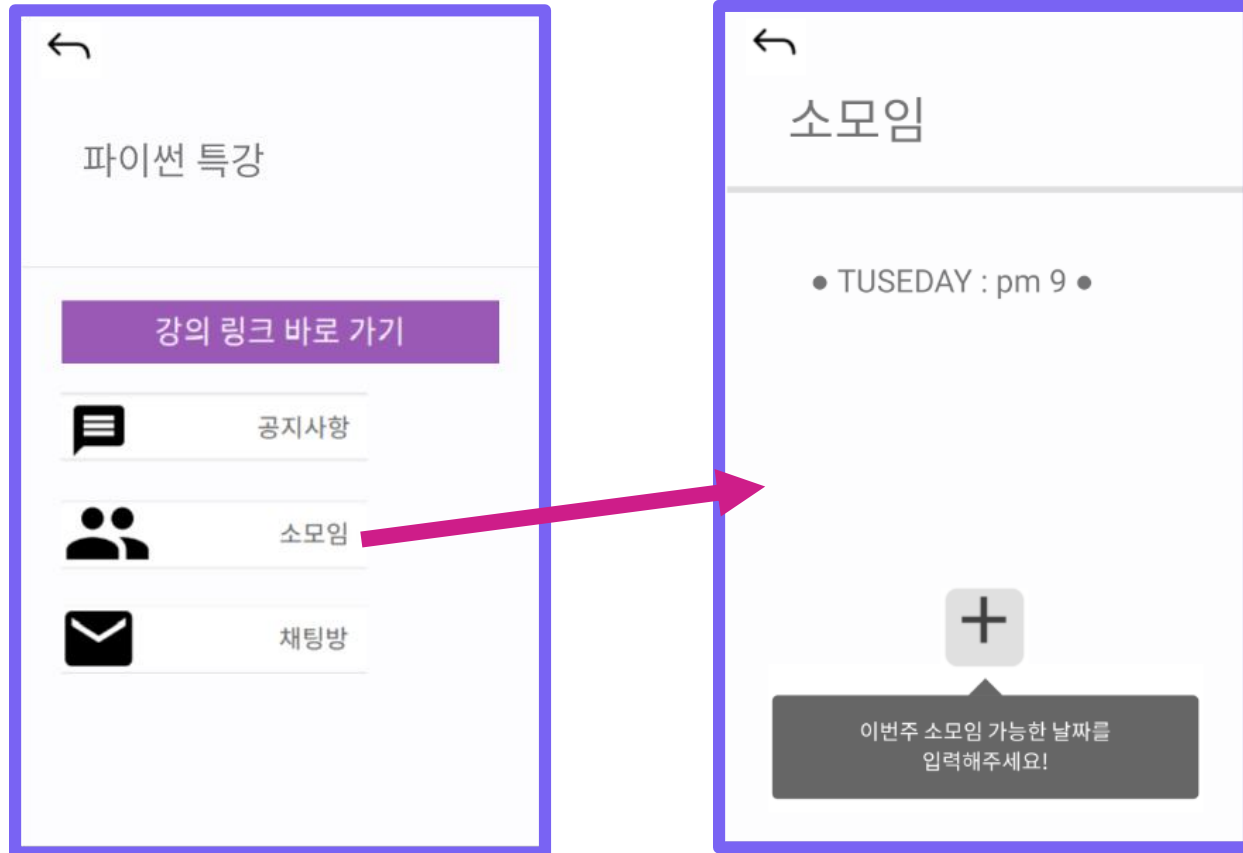 파이썬 특강
강의 링크 바로 가기
공지사항
소모임
채팅방
소모임
● TUSEDAY : pm 9 ●
이번주 소모임 가능한 날짜를
입력해주세요!